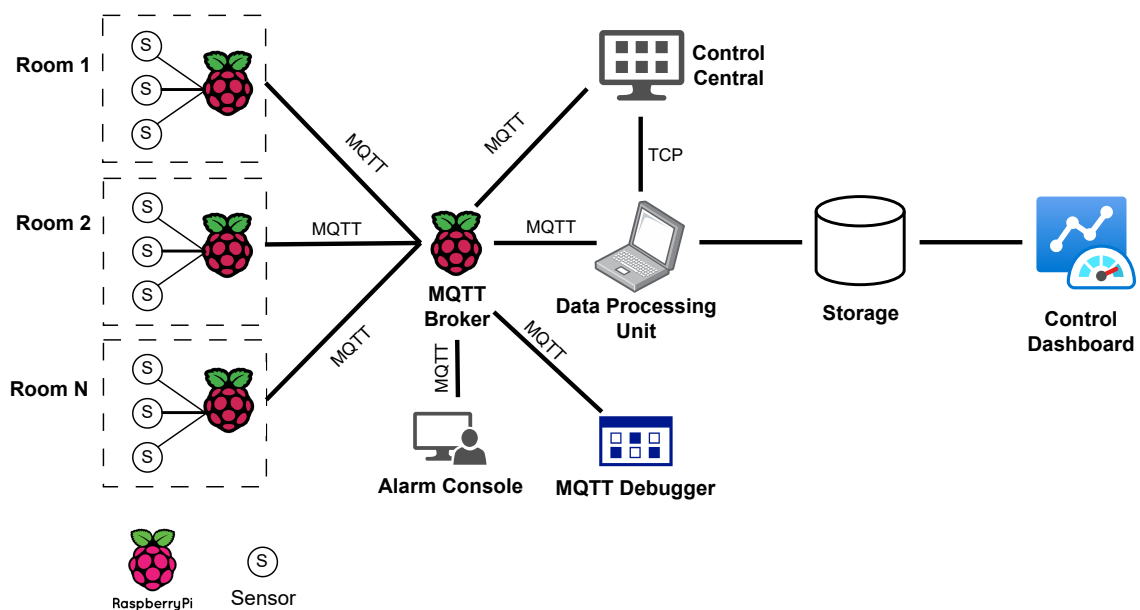 Room 1
S
S
S
Room 2
S
S
S
Room N
S
S
S
MQTT
MQTT
MQTT
MQTT
Broker
MQTT
Control
Central
TCP
MQTT
Data Processing
Unit
Storage
Control
Dashboard
MQTT
Alarm Console
MQTT
MQTT Debugger
RaspberryPi
S
Sensor